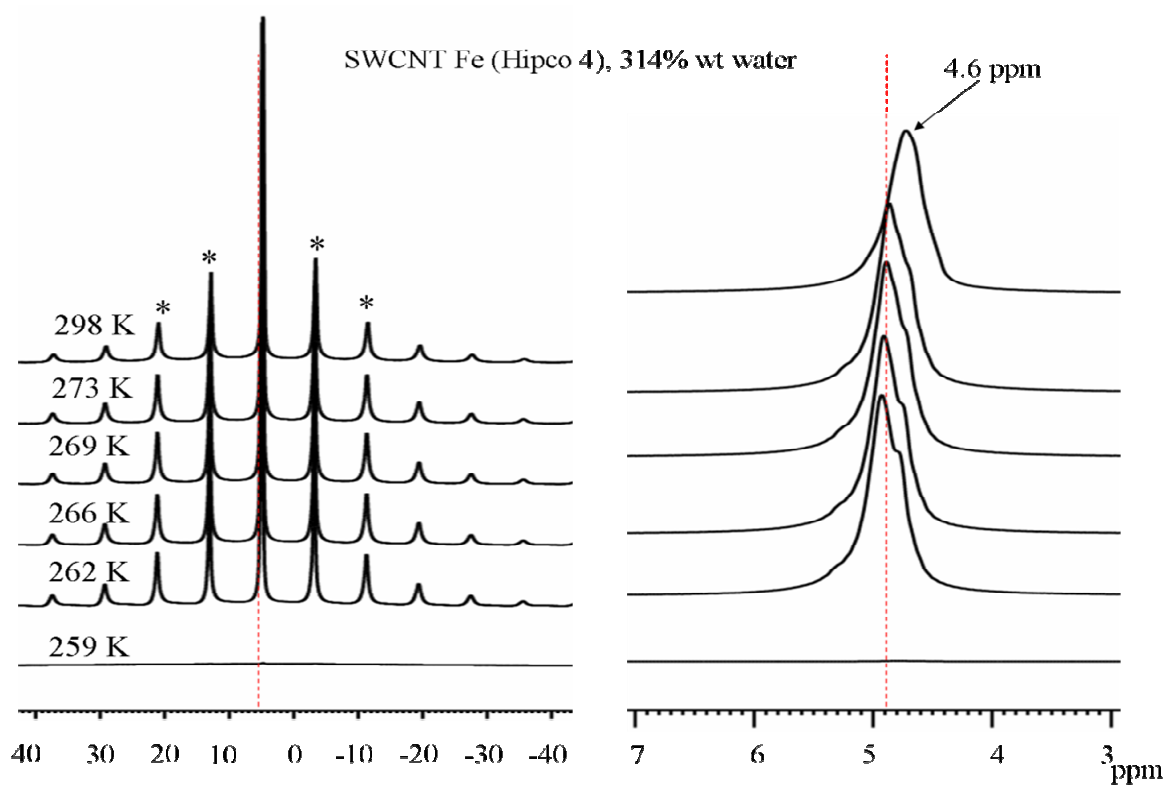 SWCNT Fe (Hipco 4), 314% wt water
4.6 ppm
* * * *
298 K
273 K
269 K
266 K
262 K
259 K
40 30 20 10 0 -10 -20 -30 -40
7 6 5 4 3
ppm